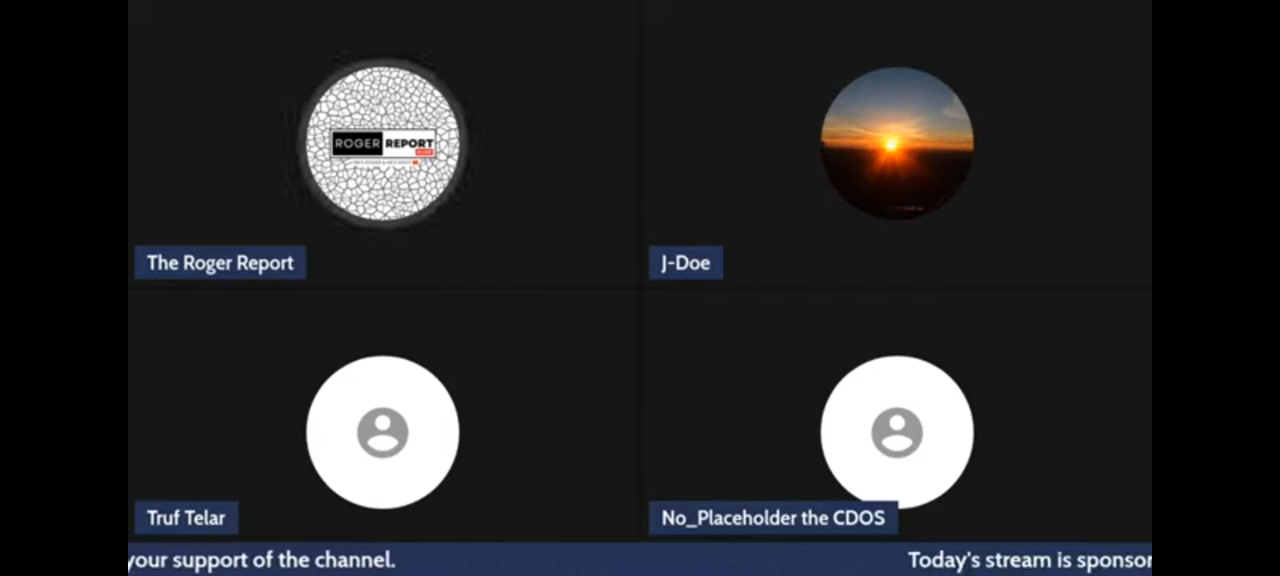 ROGER REPORT
The Roger Report
J-Doe
Truf Telar
No_Placeholder the CDOS
your support of the channel.
Today's stream is sponsor